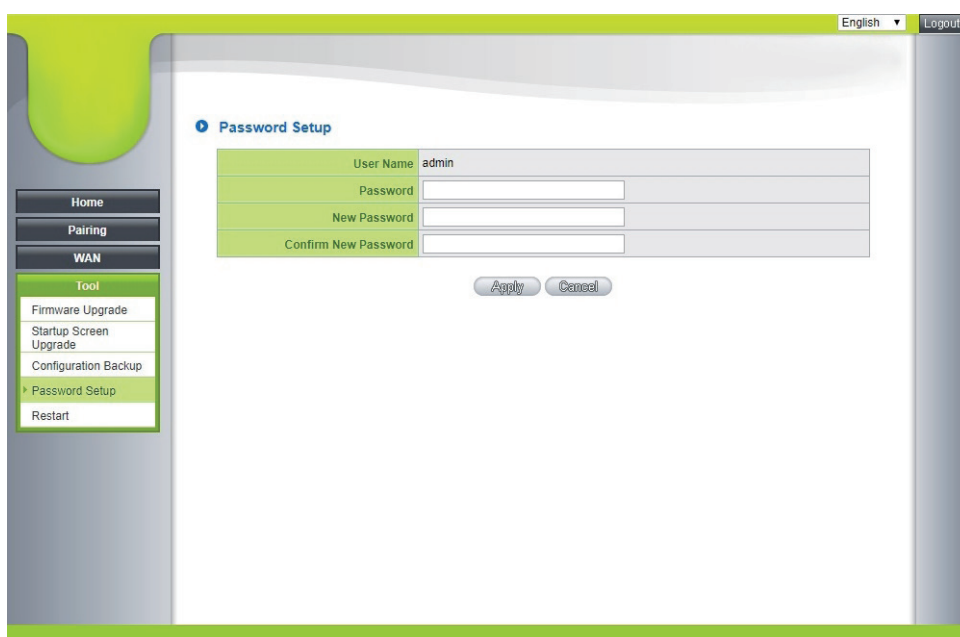 English
Logout
Password Setup
User Name admin
Password
New Password
Confirm New Password
Apply Cancel
Home
Pairing
WAN
Tool
Firmware Upgrade
Startup Screen
Upgrade
Configuration Backup
Password Setup
Restart